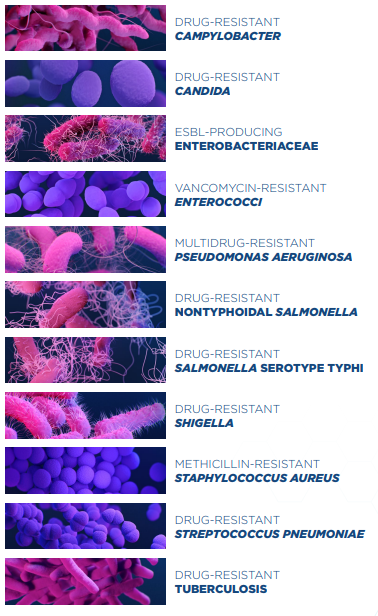 DRUG-RESISTANT
CAMPYLOBACTER
DRUG-RESISTANT
CANDIDA
ESBL-PRODUCING
ENTEROBACTERIACEAE
VANCOMYCIN-RESISTANT
ENTEROCOCCI
MULTIDRUG-RESISTANT
PSEUDOMONAS AERUGINOSA
DRUG-RESISTANT
NONTYPHOIDAL SALMONELLA
DRUG-RESISTANT
SALMONELLA SEROTYPE TYPHI
DRUG-RESISTANT
SHIGELLA
METHICILLIN-RESISTANT
STAPHYLOCOCCUS AUREUS
DRUG-RESISTANT
STREPTOCOCCUS PNEUMONIAE
DRUG-RESISTANT
TUBERCULOSIS